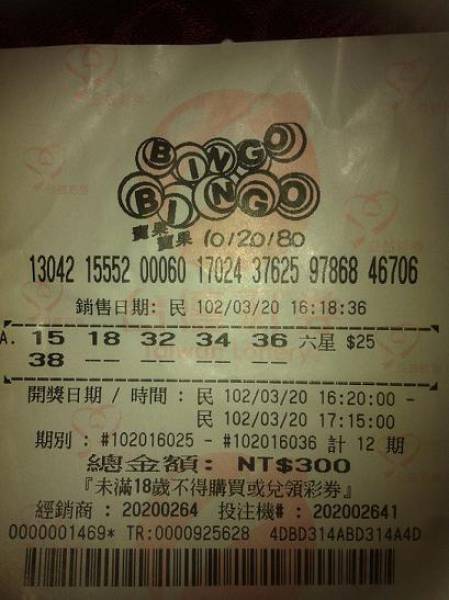 BINGO
BINGO
賓果
賓果 10/20/80
13042 15552 00060 17024 37625 97868 46706
銷售日期: 民 102/03/20 16:18:36
A. 15 18 32 34 36 六星 $25
38 -- -- -- --
開獎日期 / 時間 : 民 102/03/20 16:20:00 -
民 102/03/20 17:15:00
期別 : #102016025 - #102016036 計 12 期
總金額: NT$300
『未滿18歲不得購買或兌領彩券』
經銷商 : 20200264 投注機# : 202002641
0000001469* TR:0000925628 4DBD314ABD314A4D